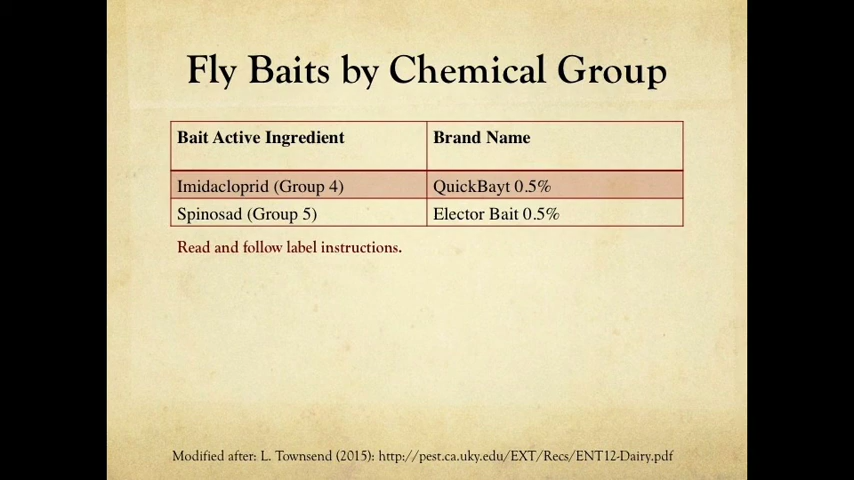 Fly Baits by Chemical Group
Bait Active Ingredient Brand Name
Imidacloprid (Group 4) QuickBayt 0.5%
Spinosad (Group 5) Elector Bait 0.5%
Read and follow label instructions.
Modified after: L. Townsend (2015): http://pest.ca.uky.edu/EXT/Recs/ENT12-Dairy.pdf